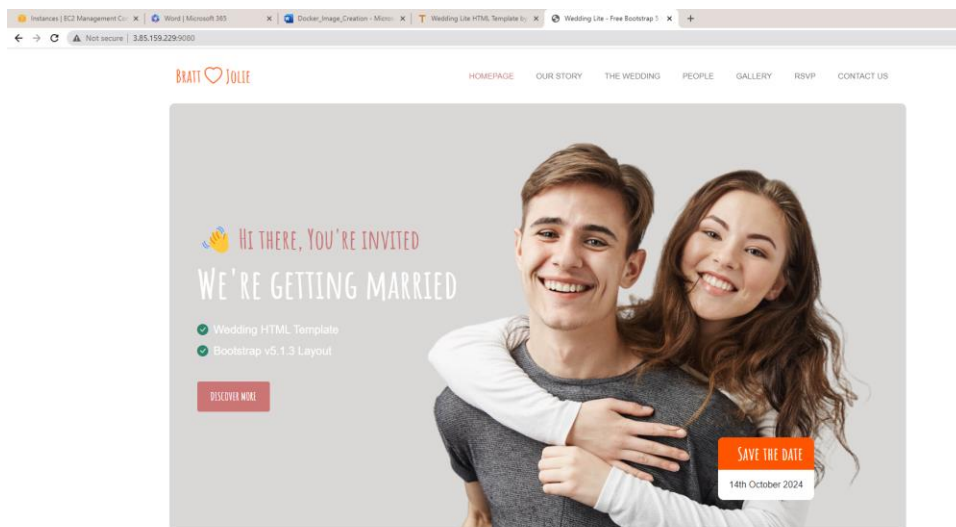 Instances | EC2 Management Con
Word | Microsoft 365
Docker_Image_Creation - Micros
Wedding Lite HTML Template by
Wedding Lite - Free Bootstrap 5
Not secure | 3.85.159.229:9080
BRATT JOLIE
HOMEPAGE OUR STORY THE WEDDING PEOPLE GALLERY RSVP CONTACT US
HI THERE, YOU'RE INVITED
WE'RE GETTING MARRIED
Wedding HTML Template
Bootstrap v5.1.3 Layout
DISCOVER MORE
SAVE THE DATE
14th October 2024